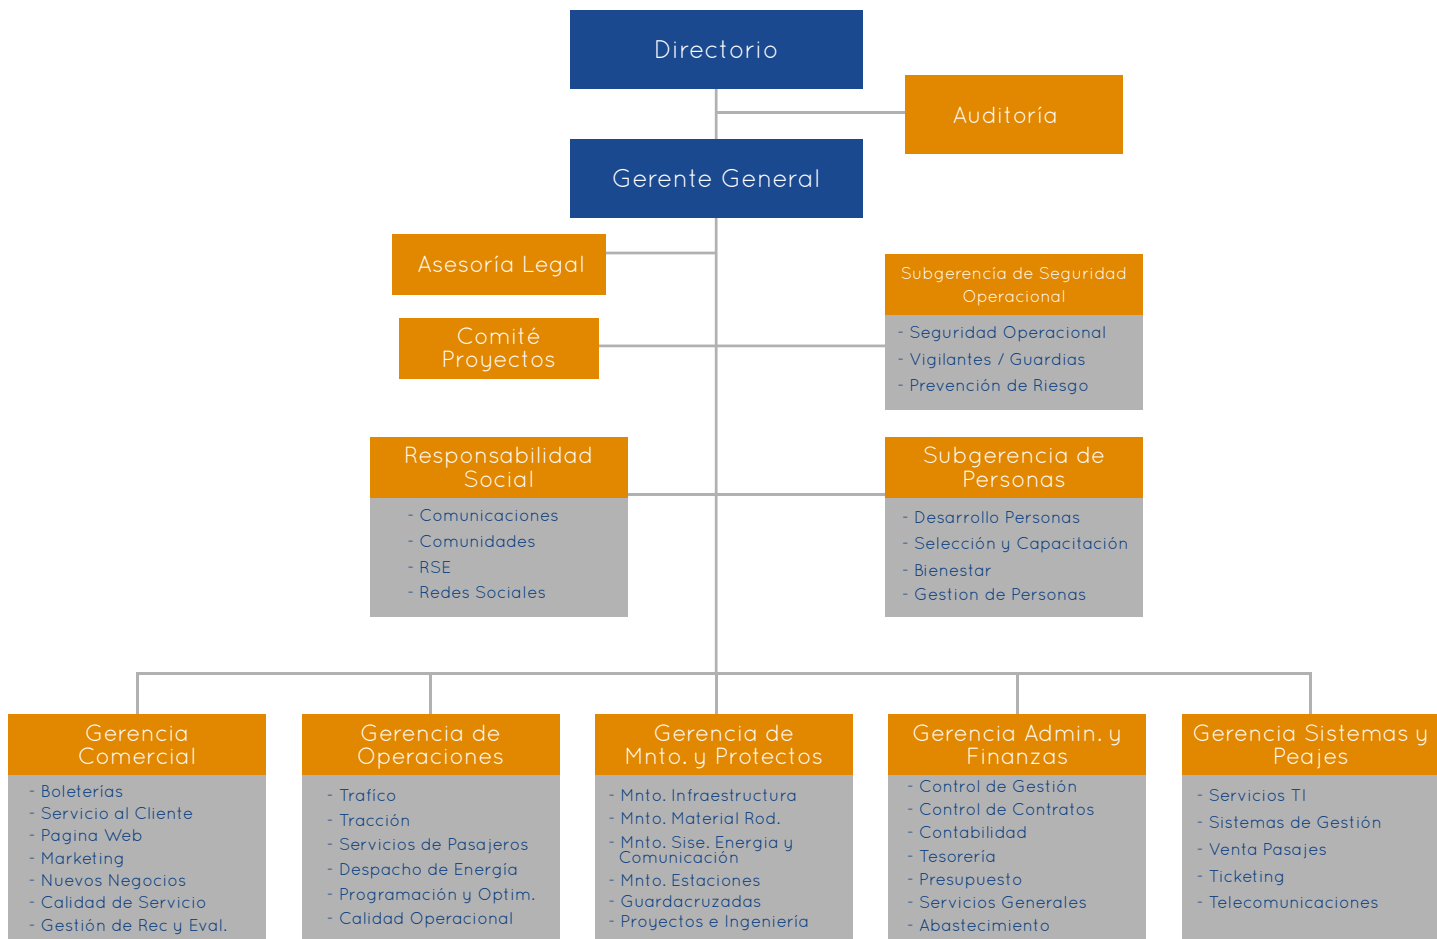 Directorio
Auditoría
Gerente General
Asesoría Legal
Comité
Proyectos
Subgerencía de Seguridad
Operacional
- Seguridad Operacional
- Vigilantes / Guardias
- Prevención de Riesgo
Responsabilidad
Social
- Comunicaciones
- Comunidades
- RSE
- Redes Sociales
Subgerencia de
Personas
- Desarrollo Personas
- Selección y Capacitación
- Bienestar
- Gestion de Personas
Gerencia
Comercial
- Boleterías
- Servicio al Cliente
- Pagina Web
- Marketing
- Nuevos Negocios
- Calidad de Servicio
- Gestión de Rec y Eval.
Gerencia de
Operaciones
- Trafico
- Tracción
- Servicios de Pasajeros
- Despacho de Energía
- Programación y Optim.
- Calidad Operacional
Gerencia de
Mnto. y Protectos
- Mnto. Infraestructura
- Mnto. Material Rod.
- Mnto. Sise. Energia y
Comunicación
- Mnto. Estaciones
- Guardacruzadas
- Proyectos e Ingeniería
Gerencia Admin. y
Finanzas
- Control de Gestión
- Control de Contratos
- Contabilidad
- Tesorería
- Presupuesto
- Servicios Generales
- Abastecimiento
Gerencia Sistemas y
Peajes
- Servicios TI
- Sistemas de Gestión
- Venta Pasajes
- Ticketing
- Telecomunicaciones